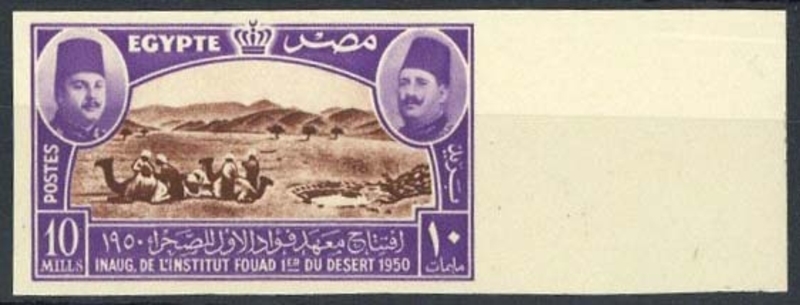 EGYPTE مصر
POSTES
بريد
10 MILLS
افتتاح معهد فؤاد الأول للصحراء ١٩٥٠
١٠ مليمات
INAUG. DE L'INSTITUT FOUAD 1ER DU DESERT 1950